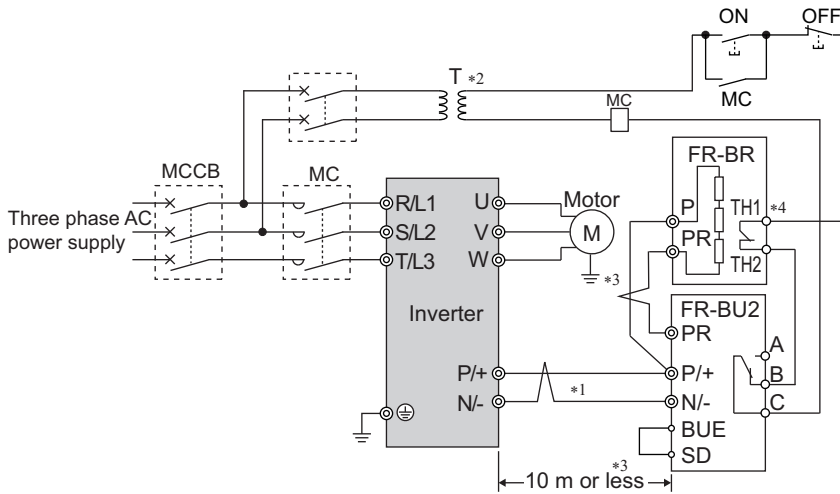 ON
OFF
T *2
MC
MC
FR-BR
MCCB
MC
P
TH1
*4
R/L1
U
Motor
Three phase AC
power supply
S/L2
V
M
PR
TH2
T/L3
W
*3
FR-BU2
Inverter
PR
A
P/+
P/+
B
*1
N/-
N/-
C
BUE
SD
10 m or less *3